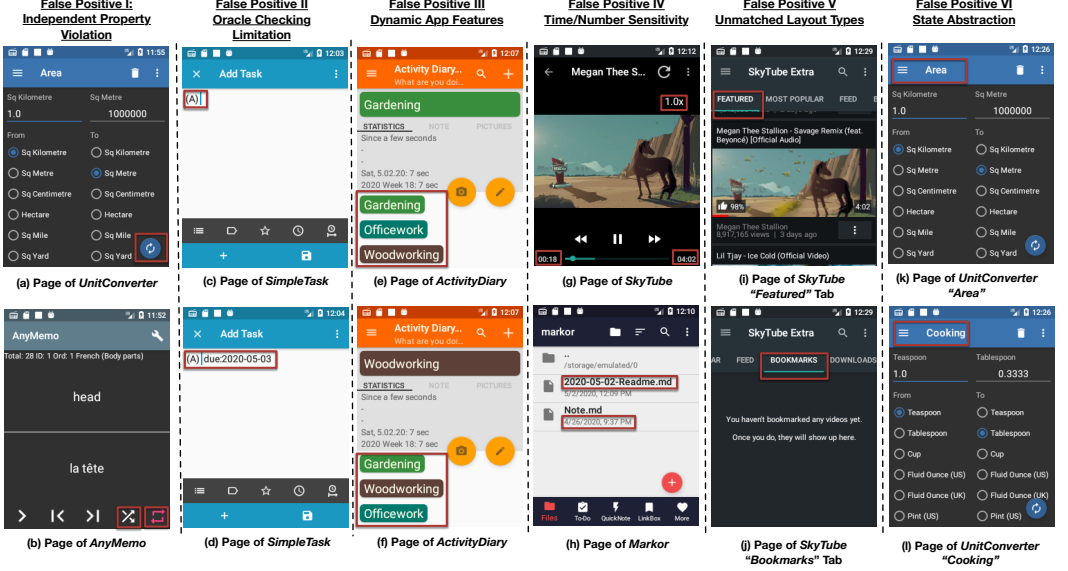 False Positive I:
Independent Property
Violation
False Positive II
Oracle Checking
Limitation
False Positive III
Dynamic App Features
False Positive IV
Time/Number Sensitivity
False Positive V
Unmatched Layout Types
False Positive VI
State Abstraction
11:55
Area
Sq Kilometre
Sq Metre
1.0
1000000
From
To
Sq Kilometre
Sq Kilometre
Sq Metre
Sq Metre
Sq Centimetre
Sq Centimetre
Hectare
Hectare
Sq Mile
Sq Mile
Sq Yard
Sq Yard
(a) Page of UnitConverter
12:03
Add Task
(A)
(c) Page of SimpleTask
12:07
Activity Diary...
What are you doi...
Gardening
STATISTICS
NOTE
PICTURES
Since a few seconds
-
-
Sat, 5.02.20: 7 sec
2020 Week 18: 7 sec
Gardening
Officework
Woodworking
(e) Page of ActivityDiary
12:12
Megan Thee S...
1.0x
00:18
04:02
(g) Page of SkyTube
12:29
SkyTube Extra
FEATURED
MOST POPULAR
FEED
Megan Thee Stallion - Savage Remix (feat.
Beyoncé) [Official Audio]
98%
4:02
Megan Thee Stallion
8,917,165 views | 3 days ago
Lil Tjay - Ice Cold (Official Video)
(i) Page of SkyTube
“Featured” Tab
12:26
Area
Sq Kilometre
Sq Metre
1.0
1000000
From
To
Sq Kilometre
Sq Kilometre
Sq Metre
Sq Metre
Sq Centimetre
Sq Centimetre
Hectare
Hectare
Sq Mile
Sq Mile
Sq Yard
Sq Yard
(k) Page of UnitConverter
“Area”
11:52
AnyMemo
Total: 28 ID: 1 Ord: 1 French (Body parts)
head
la tête
(b) Page of AnyMemo
12:04
Add Task
(A) due:2020-05-03
(d) Page of SimpleTask
12:07
Activity Diary...
What are you doi...
Woodworking
STATISTICS
NOTE
PICTURES
Since a few seconds
-
-
Sat, 5.02.20: 7 sec
2020 Week 18: 7 sec
Gardening
Woodworking
Officework
(f) Page of ActivityDiary
12:10
markor
..
/storage/emulated/0
2020-05-02-Readme.md
5/2/2020, 12:09 PM
Note.md
4/26/2020, 9:37 PM
Files
To-Do
QuickNote
LinkBox
More
(h) Page of Markor
12:29
SkyTube Extra
AR
FEED
BOOKMARKS
DOWNLOADS
You haven't bookmarked any videos yet.
Once you do, they will show up here.
(j) Page of SkyTube
“Bookmarks” Tab
12:26
Cooking
Teaspoon
Tablespoon
1.0
0.3333
From
To
Teaspoon
Teaspoon
Tablespoon
Tablespoon
Cup
Cup
Fluid Ounce (US)
Fluid Ounce (US)
Fluid Ounce (UK)
Fluid Ounce (UK)
Pint (US)
Pint (US)
(l) Page of UnitConverter
“Cooking”